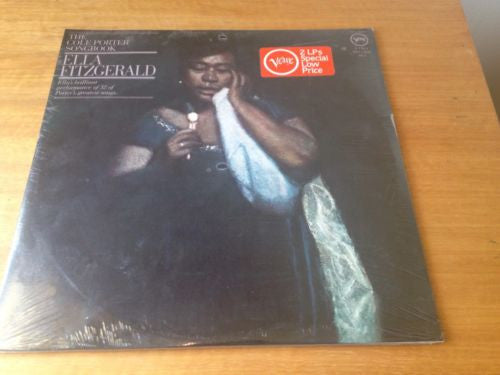 THE
COLE PORTER
SONGBOOK
ELLA
FITZGERALD
Ella's brilliant
performance of 32 of
Porter's greatest songs.
Verve
2 LPs
Special
Low
Price
Verve